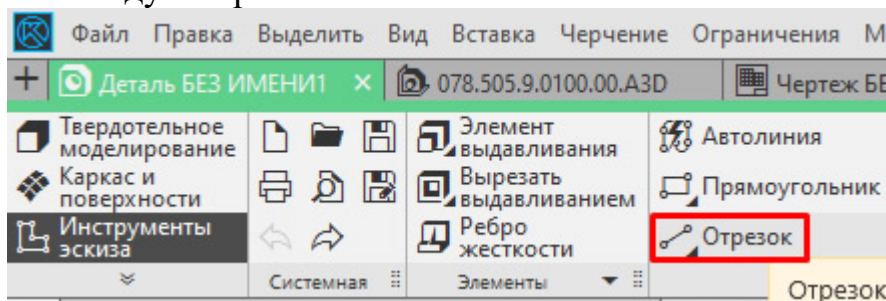 Файл Правка Выделить Вид Вставка Черчение Ограничения
Деталь БЕЗ ИМЕНИ1 × 078.505.9.0100.00.A3D Чертеж
Твердотельное моделирование
Каркас и поверхности
Инструменты эскиза
Системная
Элемент выдавливания
Вырезать выдавливанием
Ребро жесткости
Элементы
Автолиния
Прямоугольник
Отрезок
Отрезок